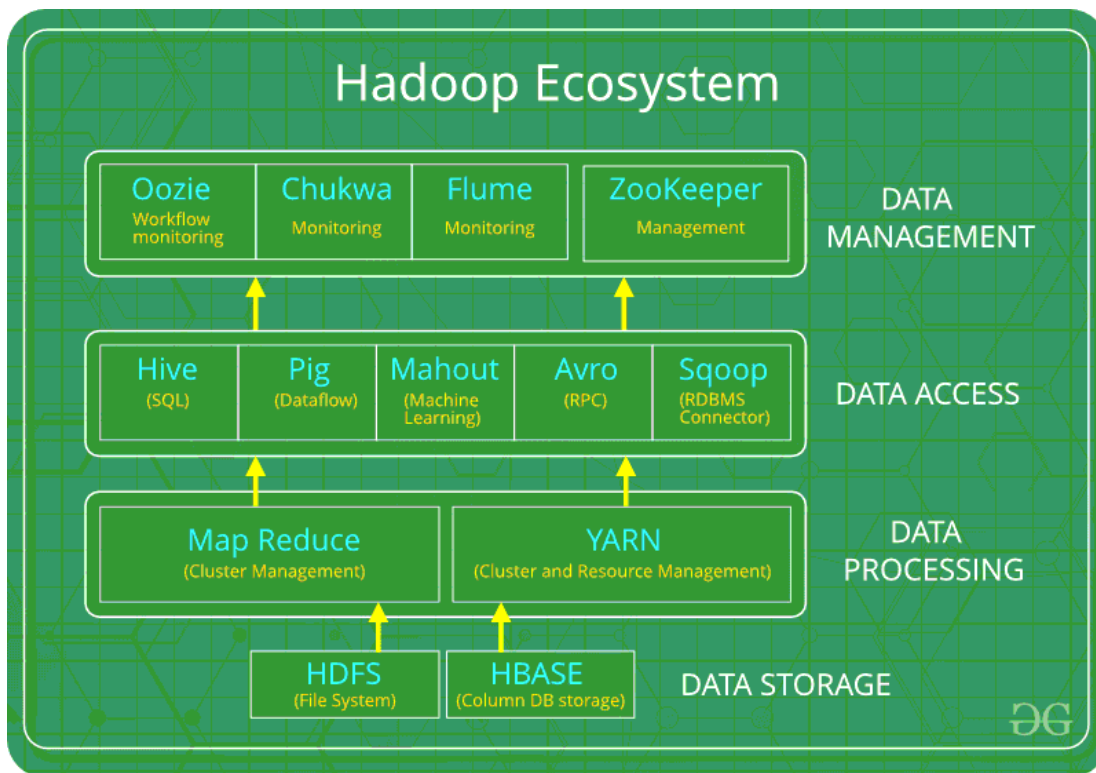 Hadoop Ecosystem
Oozie
Workflow
monitoring
Chukwa
Monitoring
Flume
Monitoring
ZooKeeper
Management
DATA
MANAGEMENT
Hive
(SQL)
Pig
(Dataflow)
Mahout
(Machine
Learning)
Avro
(RPC)
Sqoop
(RDBMS
Connector)
DATA ACCESS
Map Reduce
(Cluster Management)
YARN
(Cluster and Resource Management)
DATA
PROCESSING
HDFS
(File System)
HBASE
(Column DB storage)
DATA STORAGE